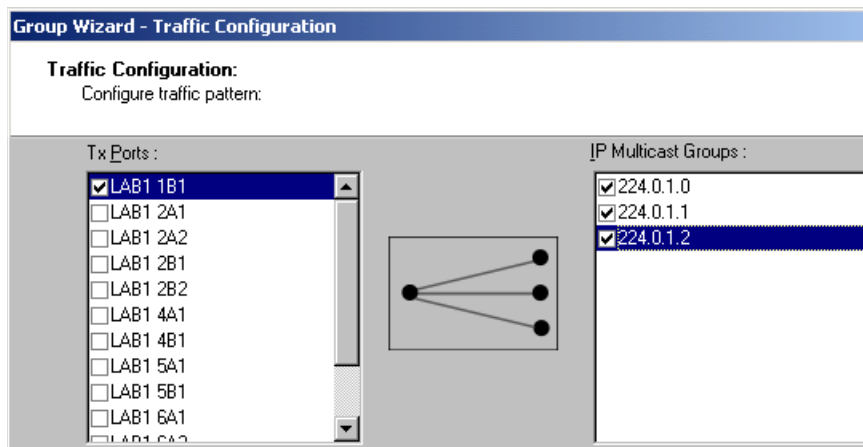 Group Wizard - Traffic Configuration
Traffic Configuration:
Configure traffic pattern:
Tx Ports :
LAB1 1B1
LAB1 2A1
LAB1 2A2
LAB1 2B1
LAB1 2B2
LAB1 4A1
LAB1 4B1
LAB1 5A1
LAB1 5B1
LAB1 6A1
LAB1 6A2
IP Multicast Groups :
224.0.1.0
224.0.1.1
224.0.1.2